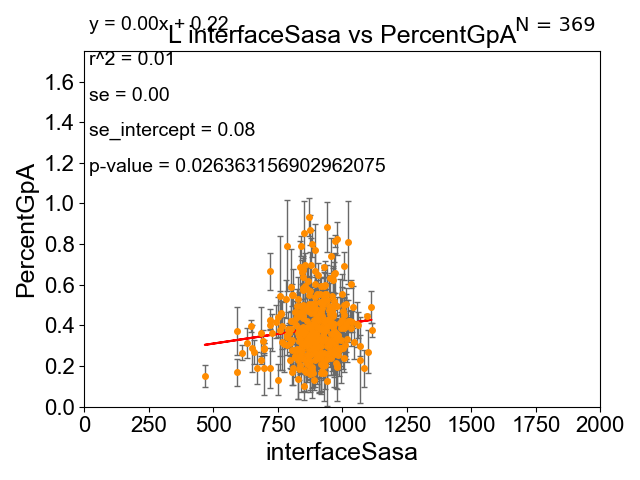 y = 0.00x + 0.22
L interfaceSasa vs PercentGpA
N = 369
r^2 = 0.01
se = 0.00
se_intercept = 0.08
p-value = 0.026363156902962075
PercentGpA
1.6
1.4
1.2
1.0
0.8
0.6
0.4
0.2
0.0
0 250 500 750 1000 1250 1500 1750 2000
interfaceSasa